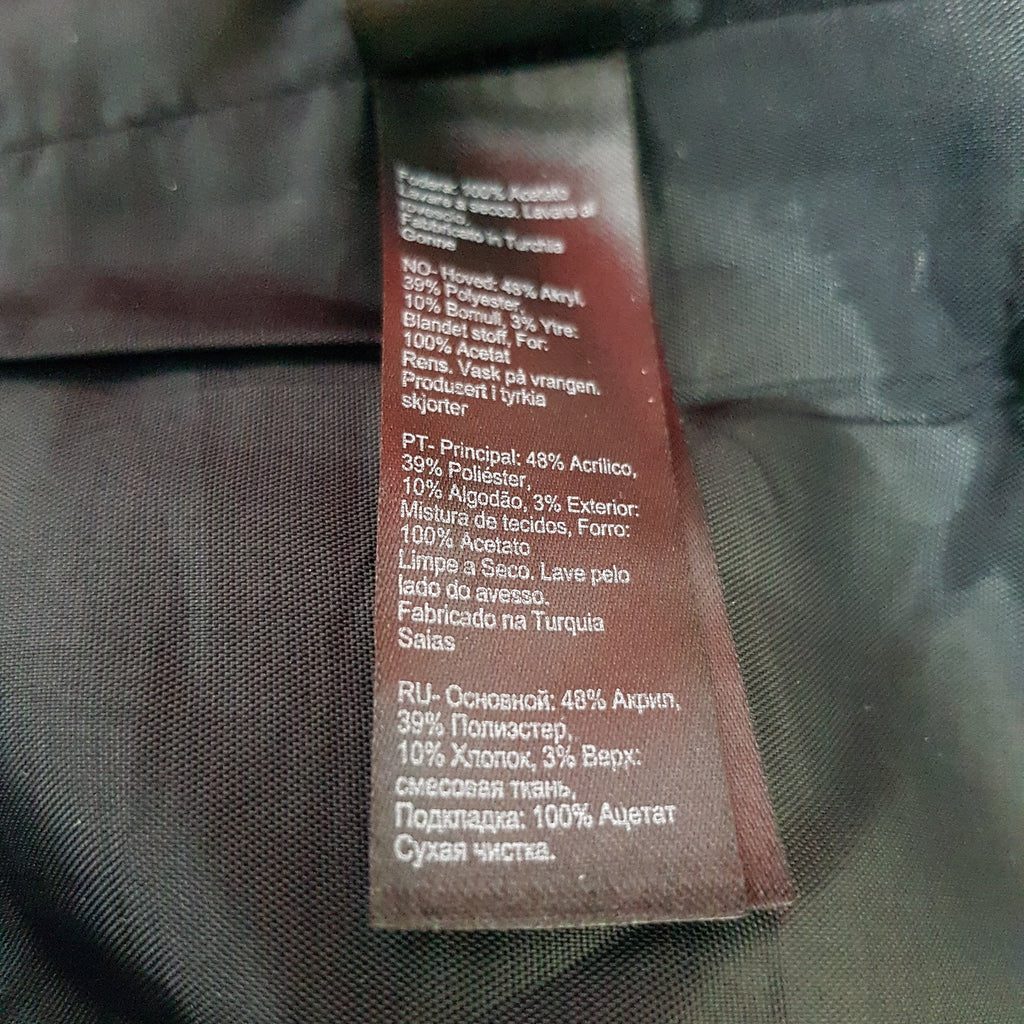 Fodera: 100% Acetato
Lavare a secco. Lavare al
rovescio.
Fabbricato in Turchia
Gonne
NO- Hoved: 48% Akryl,
39% Polyester,
10% Bomull, 3% Ytre:
Blandet stoff, For:
100% Acetat
Rens. Vask på vrangen.
Produsert i tyrkia
skjorter
PT- Principal: 48% Acrílico,
39% Poliéster,
10% Algodão, 3% Exterior:
Mistura de tecidos, Forro:
100% Acetato
Limpe a Seco. Lave pelo
lado do avesso.
Fabricado na Turquia
Saias
RU- Основной: 48% Акрил,
39% Полиэстер,
10% Хлопок, 3% Верх:
смесовая ткань,
Подкладка: 100% Ацетат
Сухая чистка.